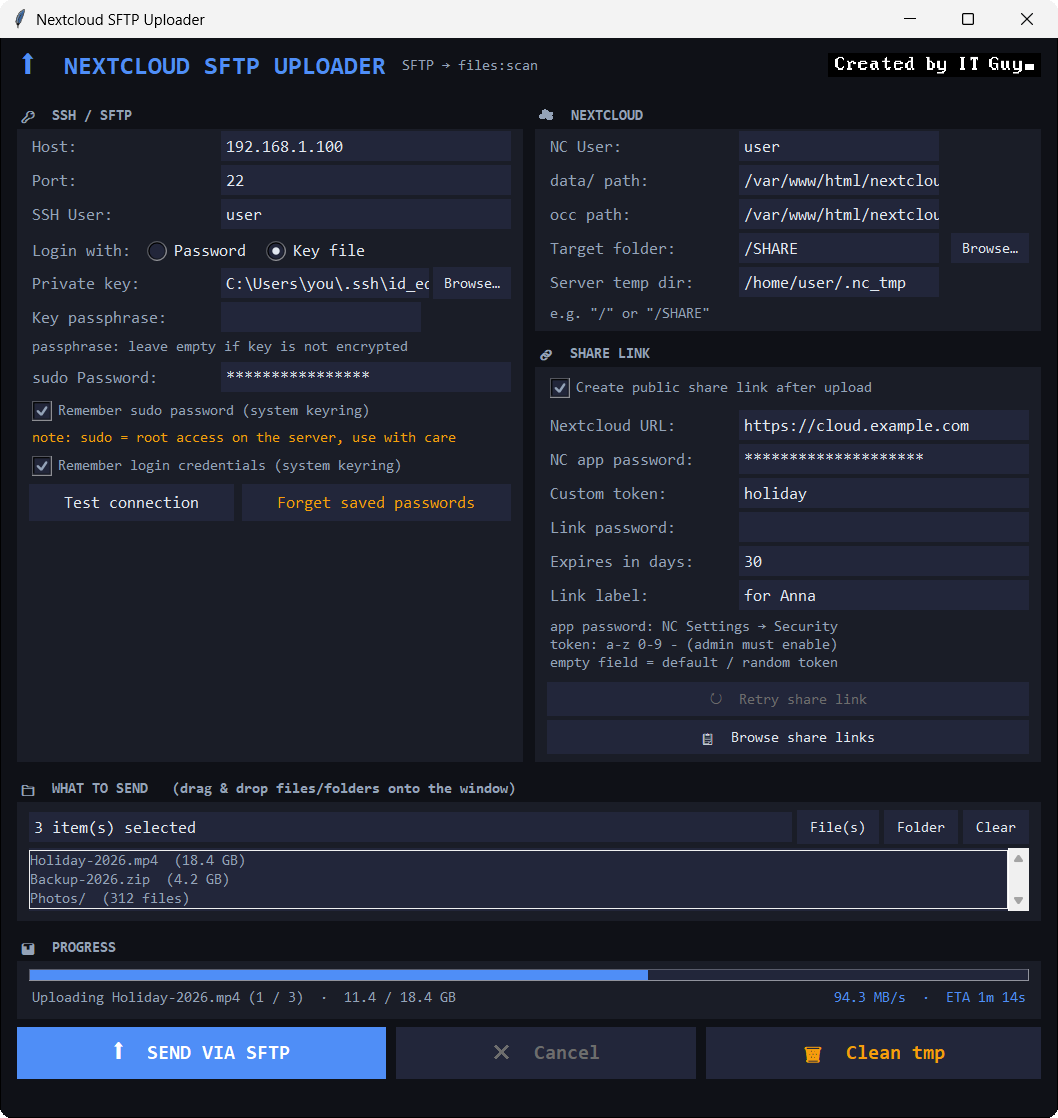 Nextcloud SFTP Uploader
NEXTCLOUD SFTP UPLOADER SFTP → files:scan
Created by IT Guy
SSH / SFTP
Host: 192.168.1.100
Port: 22
SSH User: user
Login with: Password Key file
Private key: C:\Users\you\.ssh\id_ed Browse…
Key passphrase:
passphrase: leave empty if key is not encrypted
sudo Password: ****************
Remember sudo password (system keyring)
note: sudo = root access on the server, use with care
Remember login credentials (system keyring)
Test connection Forget saved passwords
NEXTCLOUD
NC User: user
data/ path: /var/www/html/nextclou
occ path: /var/www/html/nextclou
Target folder: /SHARE Browse…
Server temp dir: /home/user/.nc_tmp
e.g. "/" or "/SHARE"
SHARE LINK
Create public share link after upload
Nextcloud URL: https://cloud.example.com
NC app password: ********************
Custom token: holiday
Link password:
Expires in days: 30
Link label: for Anna
app password: NC Settings → Security
token: a-z 0-9 - (admin must enable)
empty field = default / random token
Retry share link
Browse share links
WHAT TO SEND (drag & drop files/folders onto the window)
3 item(s) selected File(s) Folder Clear
Holiday-2026.mp4 (18.4 GB)
Backup-2026.zip (4.2 GB)
Photos/ (312 files)
PROGRESS
Uploading Holiday-2026.mp4 (1 / 3) · 11.4 / 18.4 GB 94.3 MB/s · ETA 1m 14s
SEND VIA SFTP Cancel Clean tmp